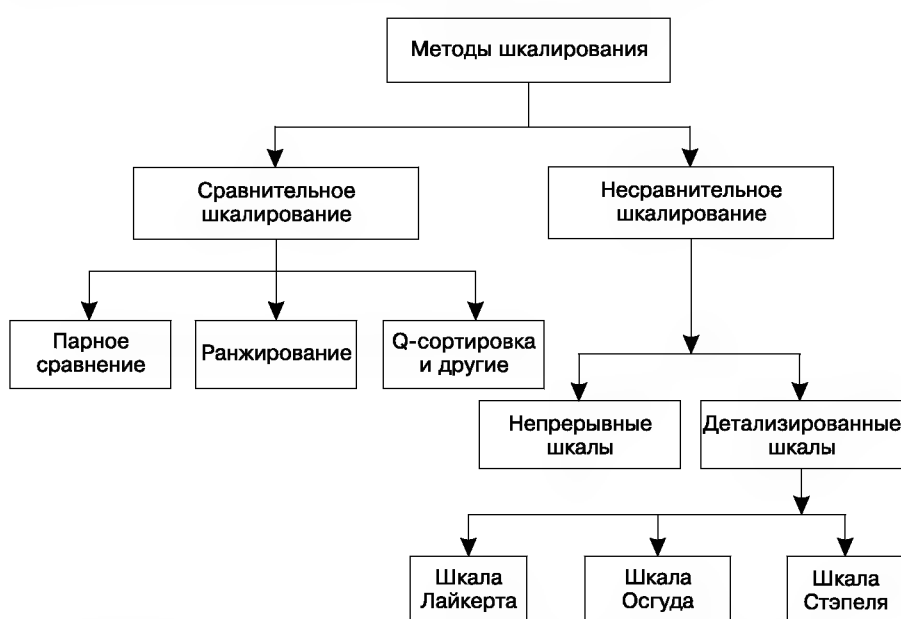 Методы шкалирования
Сравнительное
шкалирование
Несравнительное
шкалирование
Парное
сравнение
Ранжирование
Q-сортировка
и другие
Непрерывные
шкалы
Детализированные
шкалы
Шкала
Лайкерта
Шкала
Осгуда
Шкала
Стэпеля